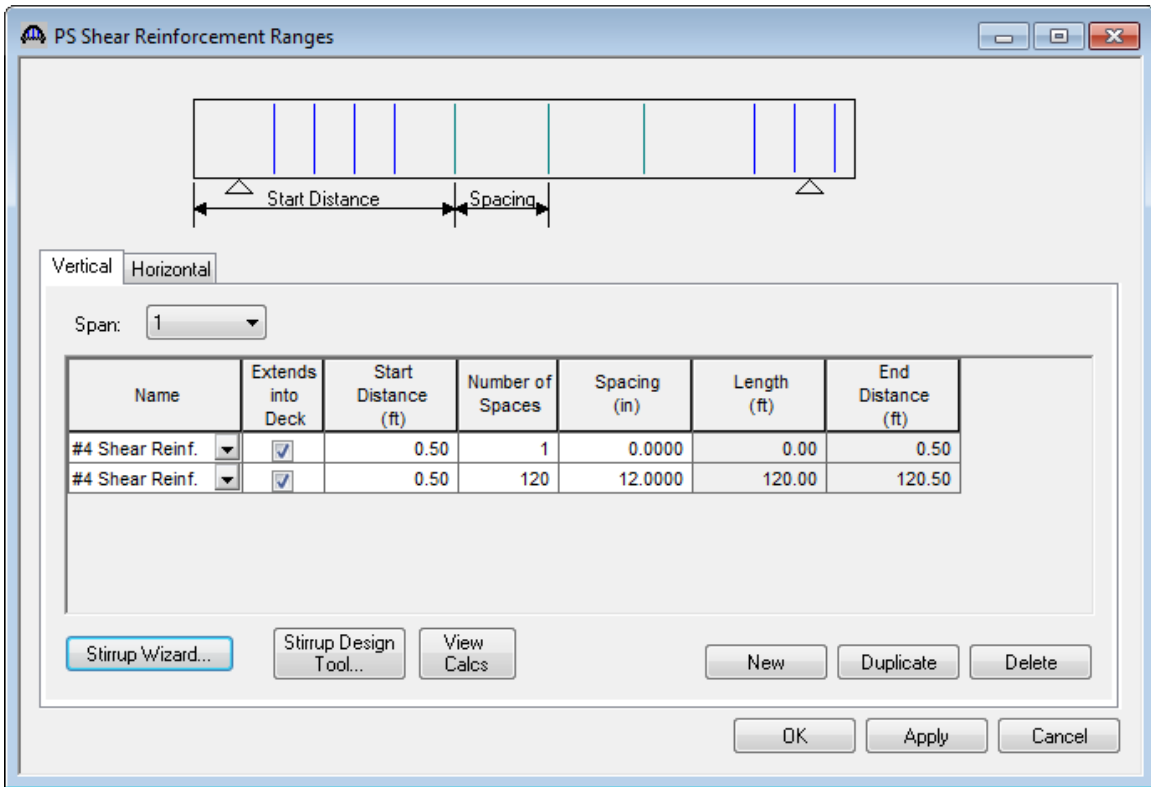 PS Shear Reinforcement Ranges
Start Distance
Spacing
Vertical
Horizontal
Span:
1
Name
Extends
into
Deck
Start
Distance
(ft)
Number of
Spaces
Spacing
(in)
Length
(ft)
End
Distance
(ft)
#4 Shear Reinf. 0.50 1 0.0000 0.00 0.50
#4 Shear Reinf. 0.50 120 12.0000 120.00 120.50
Stirrup Wizard...
Stirrup Design
Tool...
View
Calcs
New
Duplicate
Delete
OK
Apply
Cancel